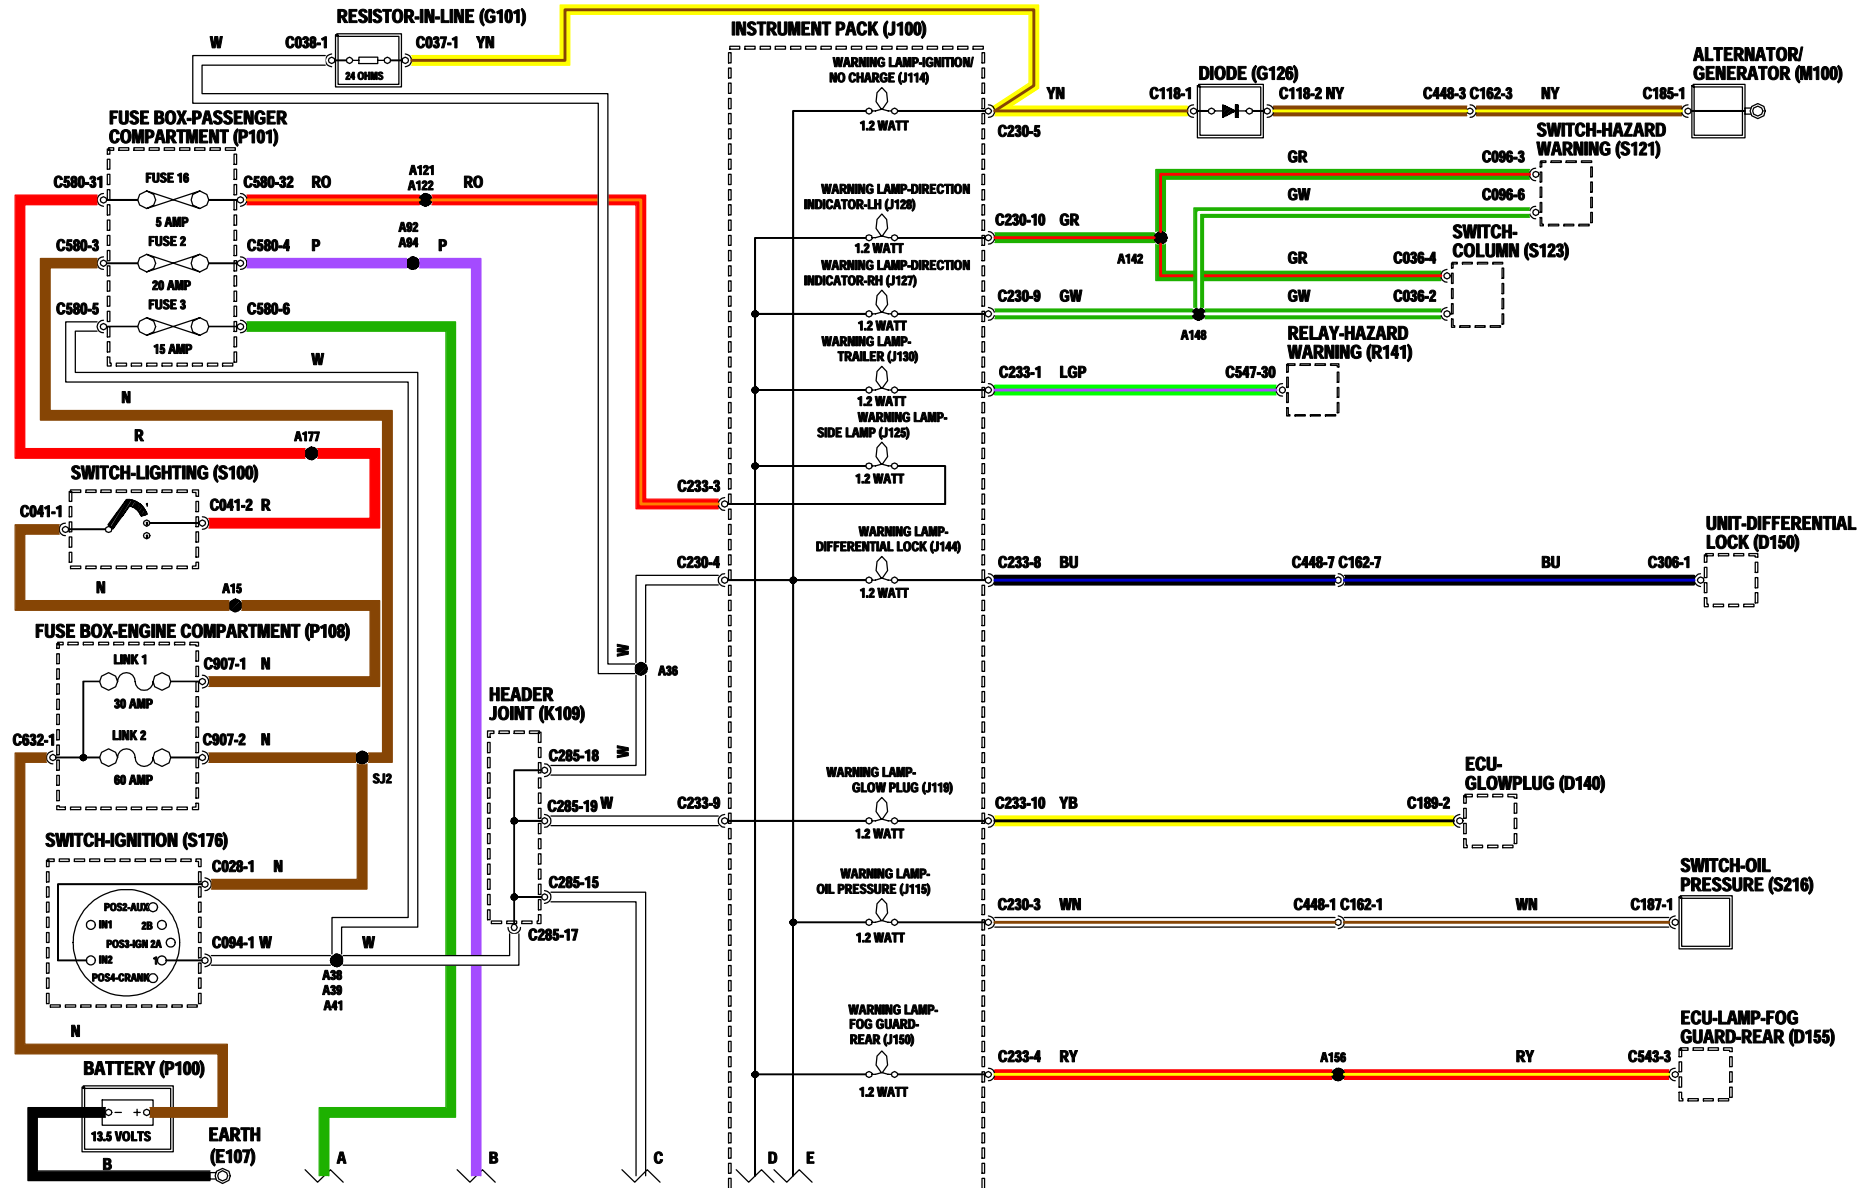 RESISTOR-IN-LINE (G101)
W
C038-1
C037-1
YN
24 OHMS
INSTRUMENT PACK (J100)
WARNING LAMP-IGNITION/
NO CHARGE (J114)
1.2 WATT
C230-5
YN
C118-1
DIODE (G126)
C118-2 NY
C448-3 C162-3
NY
C185-1
ALTERNATOR/
GENERATOR (M100)
FUSE BOX-PASSENGER
COMPARTMENT (P101)
C580-31
FUSE 16
5 AMP
C580-32
RO
A121
A122
RO
C580-3
FUSE 2
20 AMP
C580-4
P
A92
A94
P
C580-5
FUSE 3
15 AMP
C580-6
W
N
R
A177
SWITCH-HAZARD
WARNING (S121)
GR
C096-3
GW
C096-6
WARNING LAMP-DIRECTION
INDICATOR-LH (J128)
1.2 WATT
C230-10
GR
A142
SWITCH-
COLUMN (S123)
GR
C036-4
WARNING LAMP-DIRECTION
INDICATOR-RH (J127)
1.2 WATT
C230-9
GW
GW
C036-2
A148
RELAY-HAZARD
WARNING (R141)
WARNING LAMP-
TRAILER (J130)
1.2 WATT
C233-1
LGP
C547-30
WARNING LAMP-
SIDE LAMP (J125)
1.2 WATT
C233-3
SWITCH-LIGHTING (S100)
C041-1
C041-2 R
N
A15
WARNING LAMP-
DIFFERENTIAL LOCK (J144)
1.2 WATT
C230-4
C233-8
BU
C448-7 C162-7
BU
C306-1
UNIT-DIFFERENTIAL
LOCK (D150)
FUSE BOX-ENGINE COMPARTMENT (P108)
LINK 1
30 AMP
C907-1
N
C632-1
LINK 2
60 AMP
C907-2
N
SJ2
W
A36
W
HEADER
JOINT (K109)
C285-18
C285-19 W
C233-9
C285-15
C285-17
WARNING LAMP-
GLOW PLUG (J119)
1.2 WATT
C233-10
YB
C189-2
ECU-
GLOWPLUG (D140)
SWITCH-IGNITION (S176)
C028-1
N
POS2-AUX
IN1
2B
POS3-IGN 2A
IN2
1
POS4-CRANK
C094-1 W
W
A38
A39
A41
WARNING LAMP-
OIL PRESSURE (J115)
1.2 WATT
C230-3
WN
C448-1 C162-1
WN
C187-1
SWITCH-OIL
PRESSURE (S216)
WARNING LAMP-
FOG GUARD-
REAR (J150)
1.2 WATT
C233-4
RY
A156
RY
C543-3
ECU-LAMP-FOG
GUARD-REAR (D155)
N
BATTERY (P100)
- +
13.5 VOLTS
B
EARTH
(E107)
A
B
C
D
E